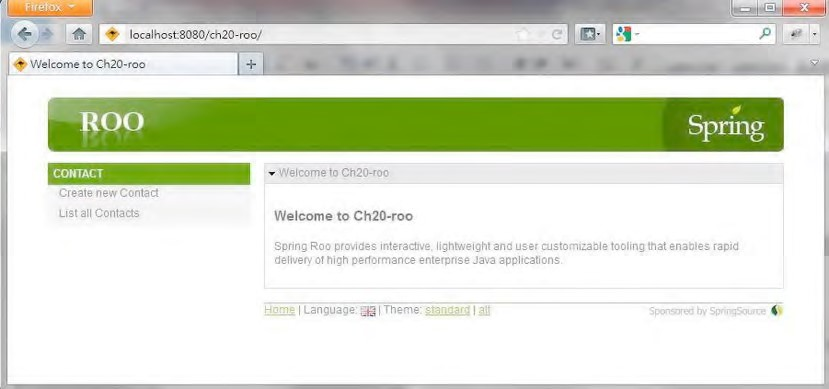 Firefox
localhost:8080/ch20-roo/
Welcome to Ch20-roo
ROO
Spring
CONTACT
Create new Contact
List all Contacts
Welcome to Ch20-roo
Welcome to Ch20-roo
Spring Roo provides interactive, lightweight and user customizable tooling that enables rapid
delivery of high performance enterprise Java applications.
Home | Language: | Theme: standard | alt
Sponsored by SpringSource